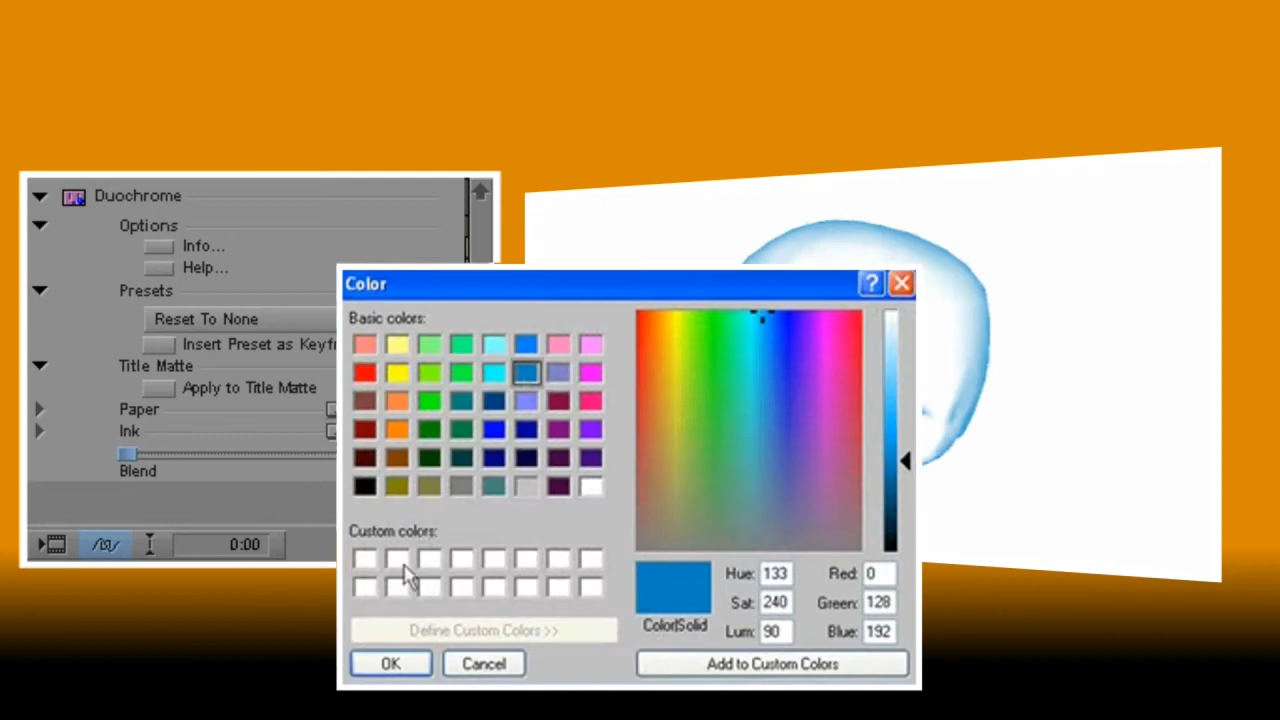 Duochrome
Options
Info...
Help...
Presets
Reset To None
Insert Preset as Keyfr
Title Matte
Apply to Title Matte
Paper
Ink
Blend
0:00
Color
?
Basic colors:
Custom colors:
Define Custom Colors >>
OK Cancel
Hue: 133 Red: 0
Sat: 240 Green: 128
Color|Solid
Lum: 90 Blue: 192
Add to Custom Colors